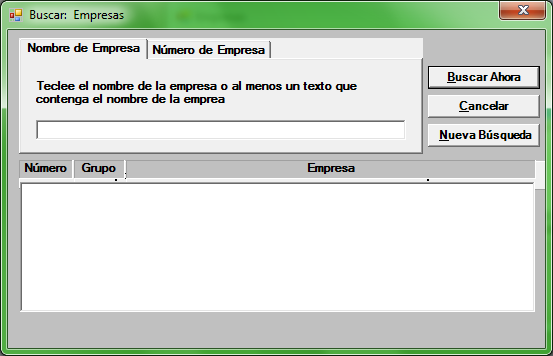 Buscar: Empresas
Nombre de Empresa
Número de Empresa
Teclee el nombre de la empresa o al menos un texto que
contenga el nombre de la emprea
Buscar Ahora
Cancelar
Nueva Búsqueda
Número
Grupo
Empresa